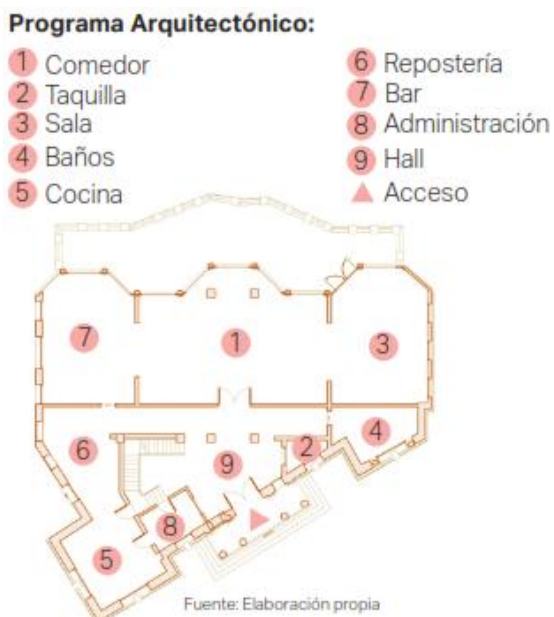 Programa Arquitectónico:
1 Comedor
2 Taquilla
3 Sala
4 Baños
5 Cocina
6 Repostería
7 Bar
8 Administración
9 Hall
Acceso
7
1
3
6
9
2
4
8
5
Fuente: Elaboración propia